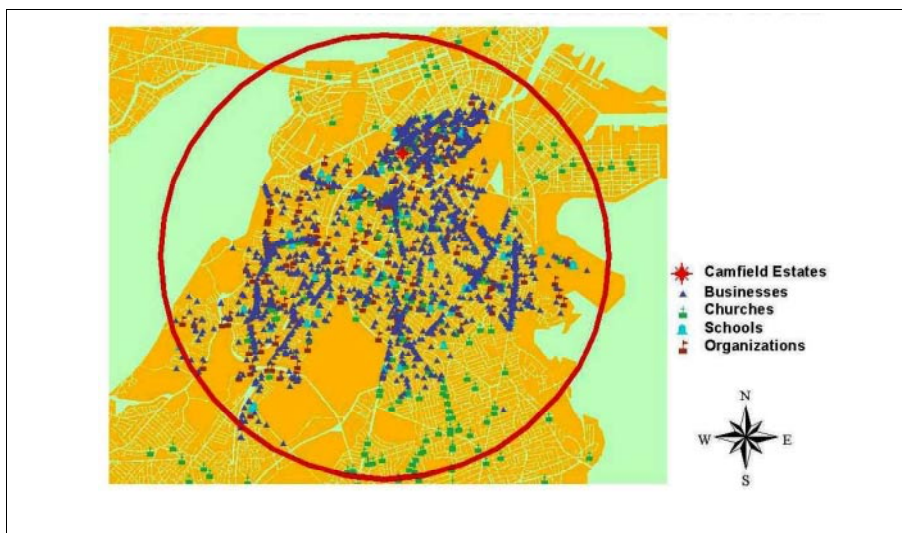 Camfield Estates
Businesses
Churches
Schools
Organizations
N
W
E
S